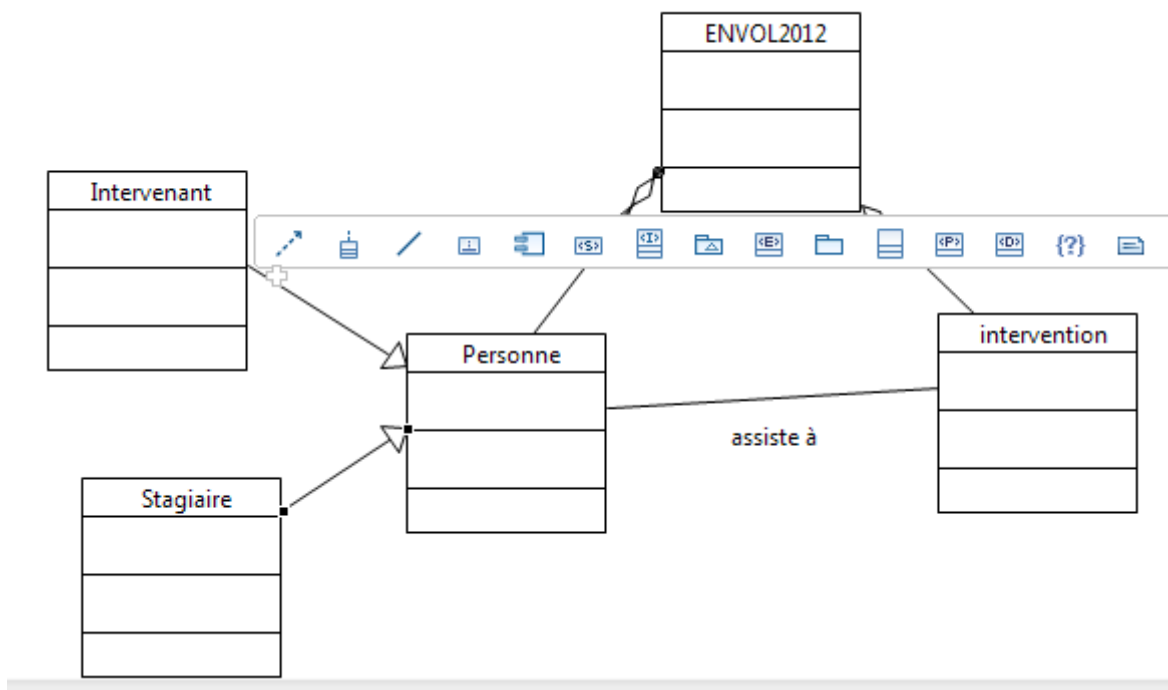 ENVOL2012
Intervenant
<S>
<I>
<E>
<P>
<D>
{?}
Personne
intervention
assiste à
Stagiaire